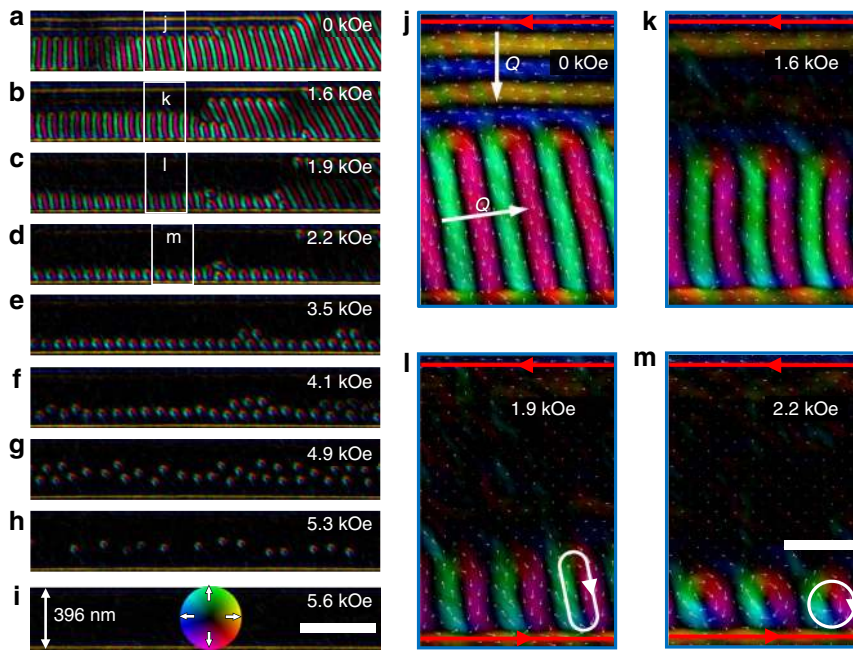 a
j
0 kOe
b
k
1.6 kOe
c
l
1.9 kOe
d
m
2.2 kOe
e
3.5 kOe
f
4.1 kOe
g
4.9 kOe
h
5.3 kOe
i
396 nm
5.6 kOe
j
Q
0 kOe
Q
k
1.6 kOe
l
1.9 kOe
m
2.2 kOe